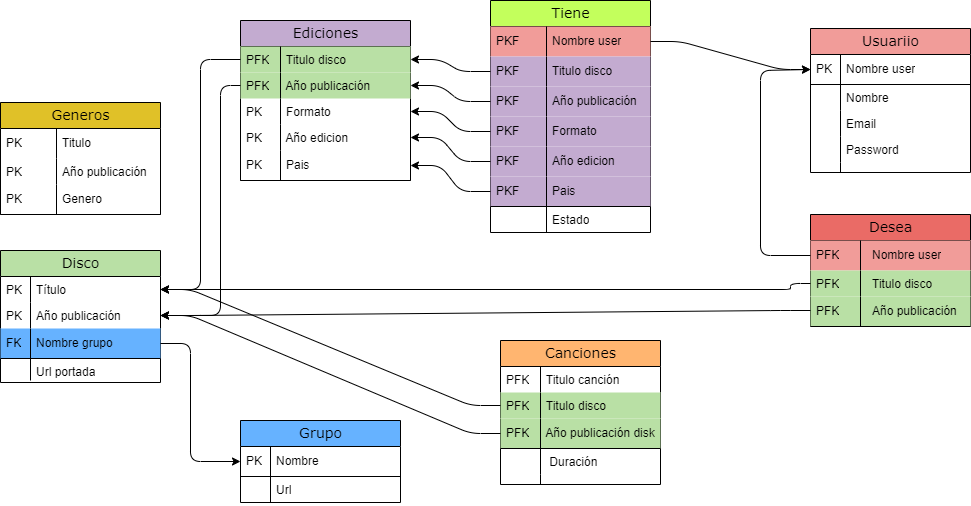 Tiene
PKF Nombre user
PKF Titulo disco
PKF Año publicación
PKF Formato
PKF Año edicion
PKF Pais
Estado
Ediciones
PFK Titulo disco
PFK Año publicación
PK Formato
PK Año edicion
PK Pais
Usuariio
PK Nombre user
Nombre
Email
Password
Generos
PK Titulo
PK Año publicación
PK Genero
Desea
PFK Nombre user
PFK Titulo disco
PFK Año publicación
Disco
PK Título
PK Año publicación
FK Nombre grupo
Url portada
Canciones
PFK Titulo canción
PFK Titulo disco
PFK Año publicación disk
Duración
Grupo
PK Nombre
Url